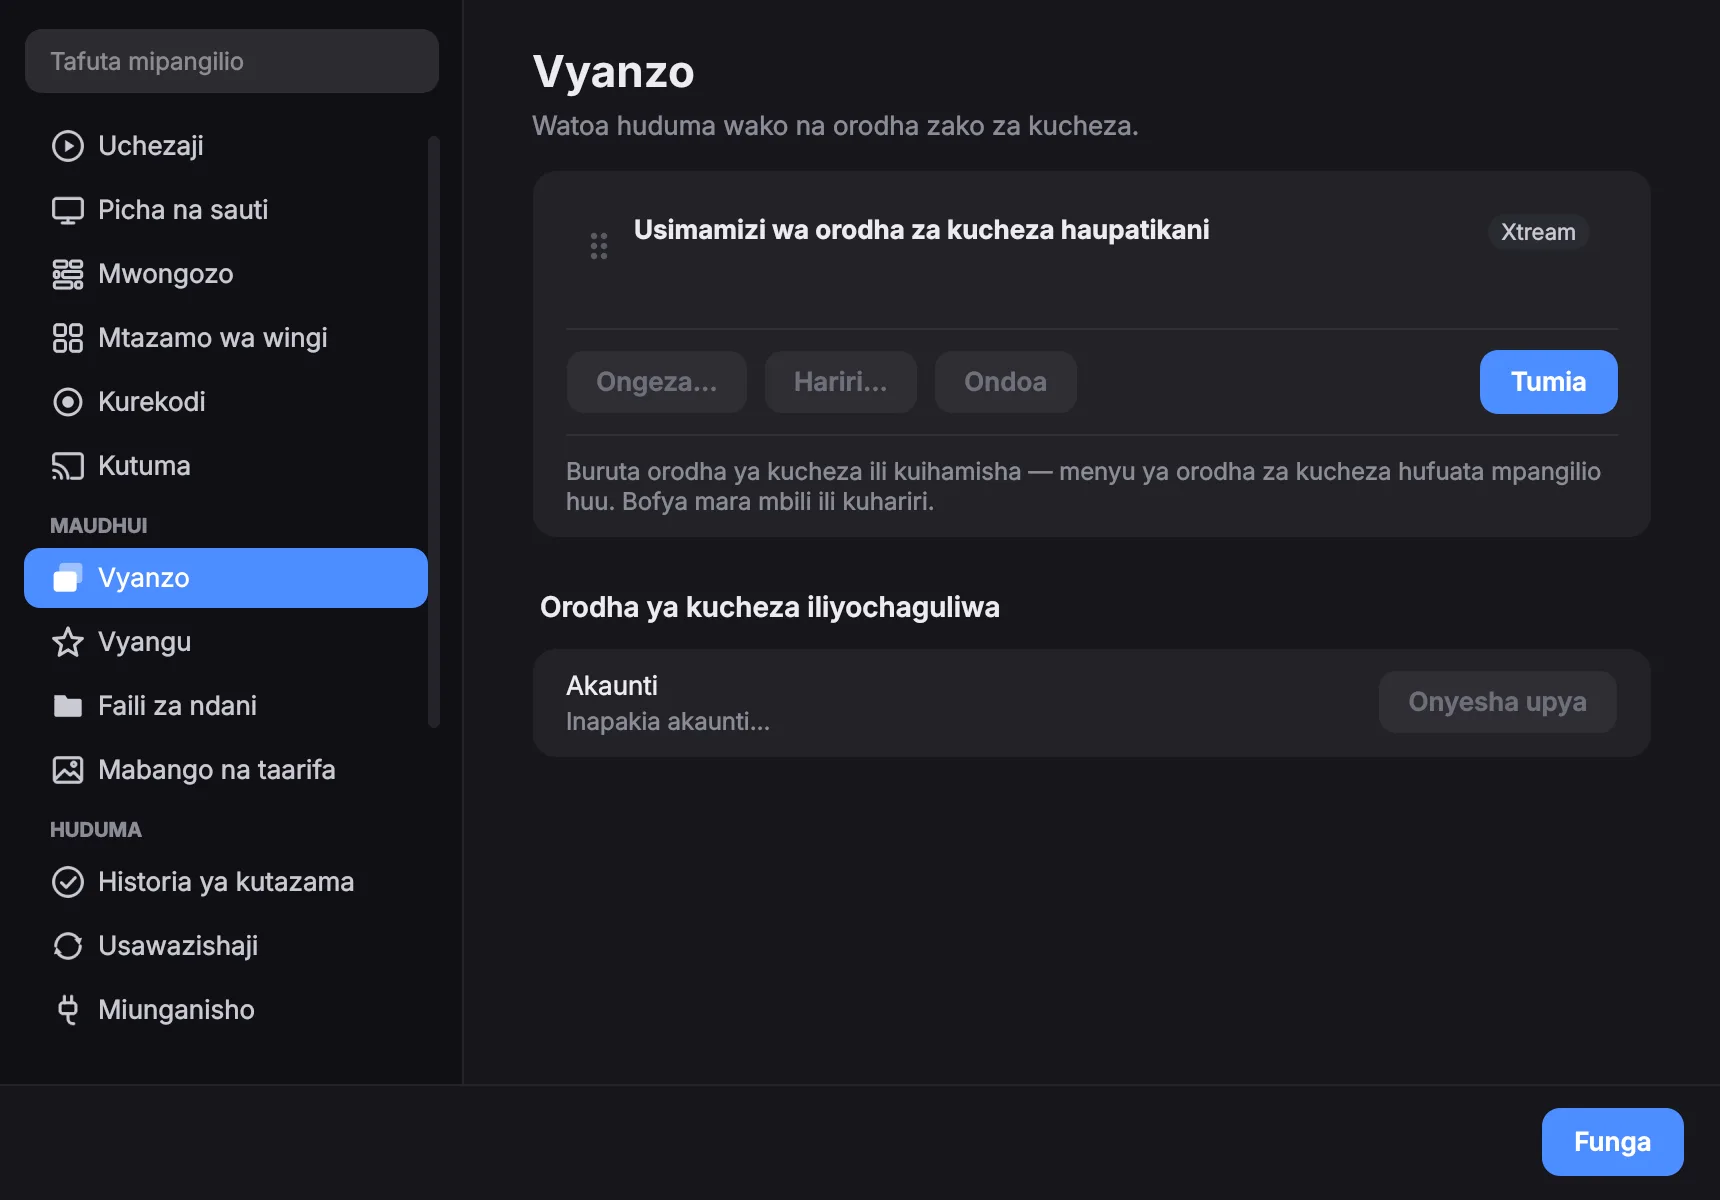 Tafuta mipangilio
Uchezaji
Picha na sauti
Mwongozo
Mtazamo wa wingi
Kurekodi
Kutuma
MAUDHUI
Vyanzo
Vyangu
Faili za ndani
Mabango na taarifa
HUDUMA
Historia ya kutazama
Usawazishaji
Miunganisho
Vyanzo
Watoa huduma wako na orodha zako za kucheza.
Usimamizi wa orodha za kucheza haupatikani
Xtream
Ongeza...
Hariri...
Ondoa
Tumia
Buruta orodha ya kucheza ili kuihamisha — menyu ya orodha za kucheza hufuata mpangilio
huu. Bofya mara mbili ili kuhariri.
Orodha ya kucheza iliyochaguliwa
Akaunti
Inapakia akaunti...
Onyesha upya
Funga